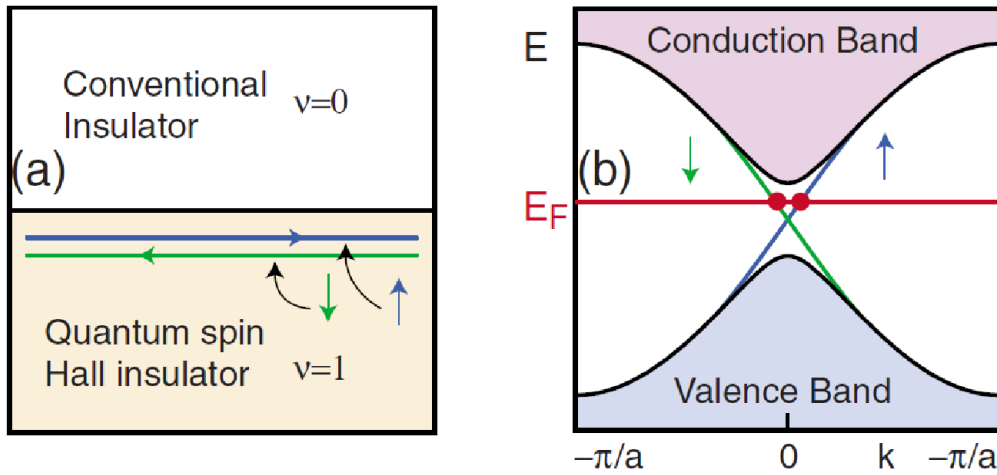 Conventional
Insulator
ν=0
(a)
Quantum spin
Hall insulator
ν=1
E
Conduction Band
(b)
E_F
Valence Band
−π/a 0 k −π/a